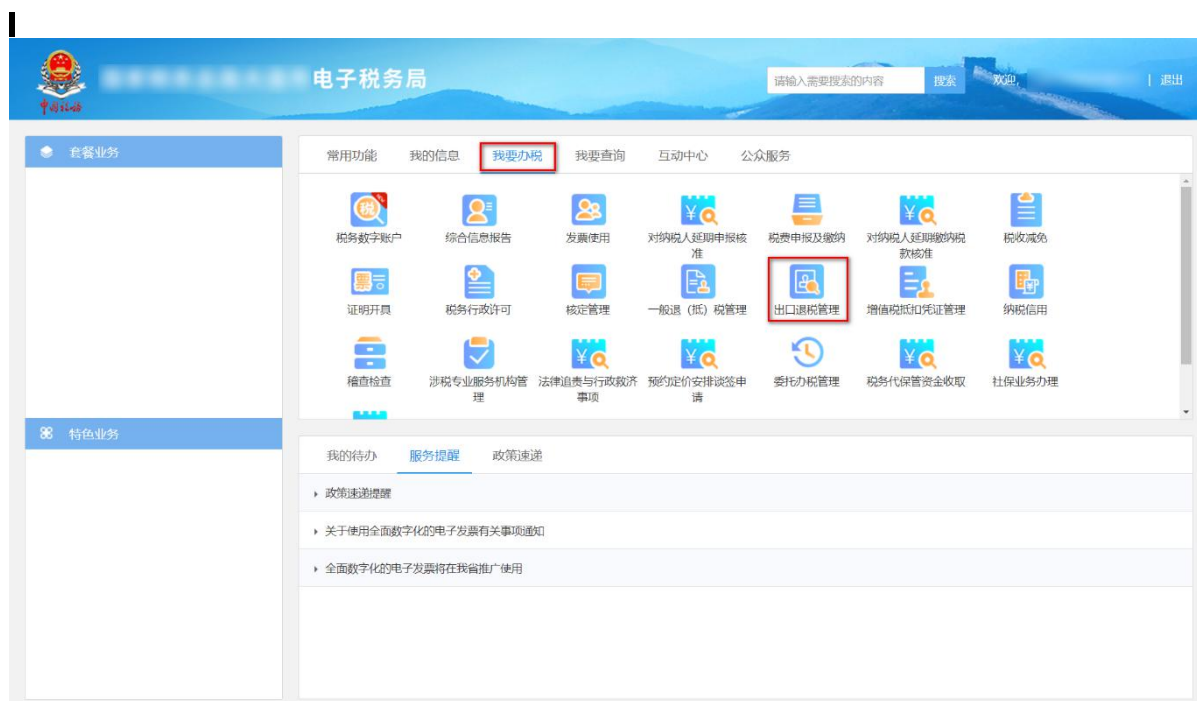 中国税务
电子税务局
请输入需要搜索的内容 搜索 欢迎, | 退出
套餐业务
常用功能 我的信息 我要办税 我要查询 互动中心 公众服务
税 NEW
税务数字账户 综合信息报告 发票使用 对纳税人延期申报核准 税费申报及缴纳 对纳税人延期缴纳税款核准 税收减免
票
证明开具 税务行政许可 核定管理 一般退（抵）税管理 出口退税管理 增值税抵扣凭证管理 纳税信用
稽查检查 涉税专业服务机构管理 法律追责与行政救济事项 预约定价安排谈签申请 委托办税管理 税务代保管资金收取 社保业务办理
特色业务
我的待办 服务提醒 政策速递
政策速递提醒
关于使用全面数字化的电子发票有关事项通知
全面数字化的电子发票将在我省推广使用